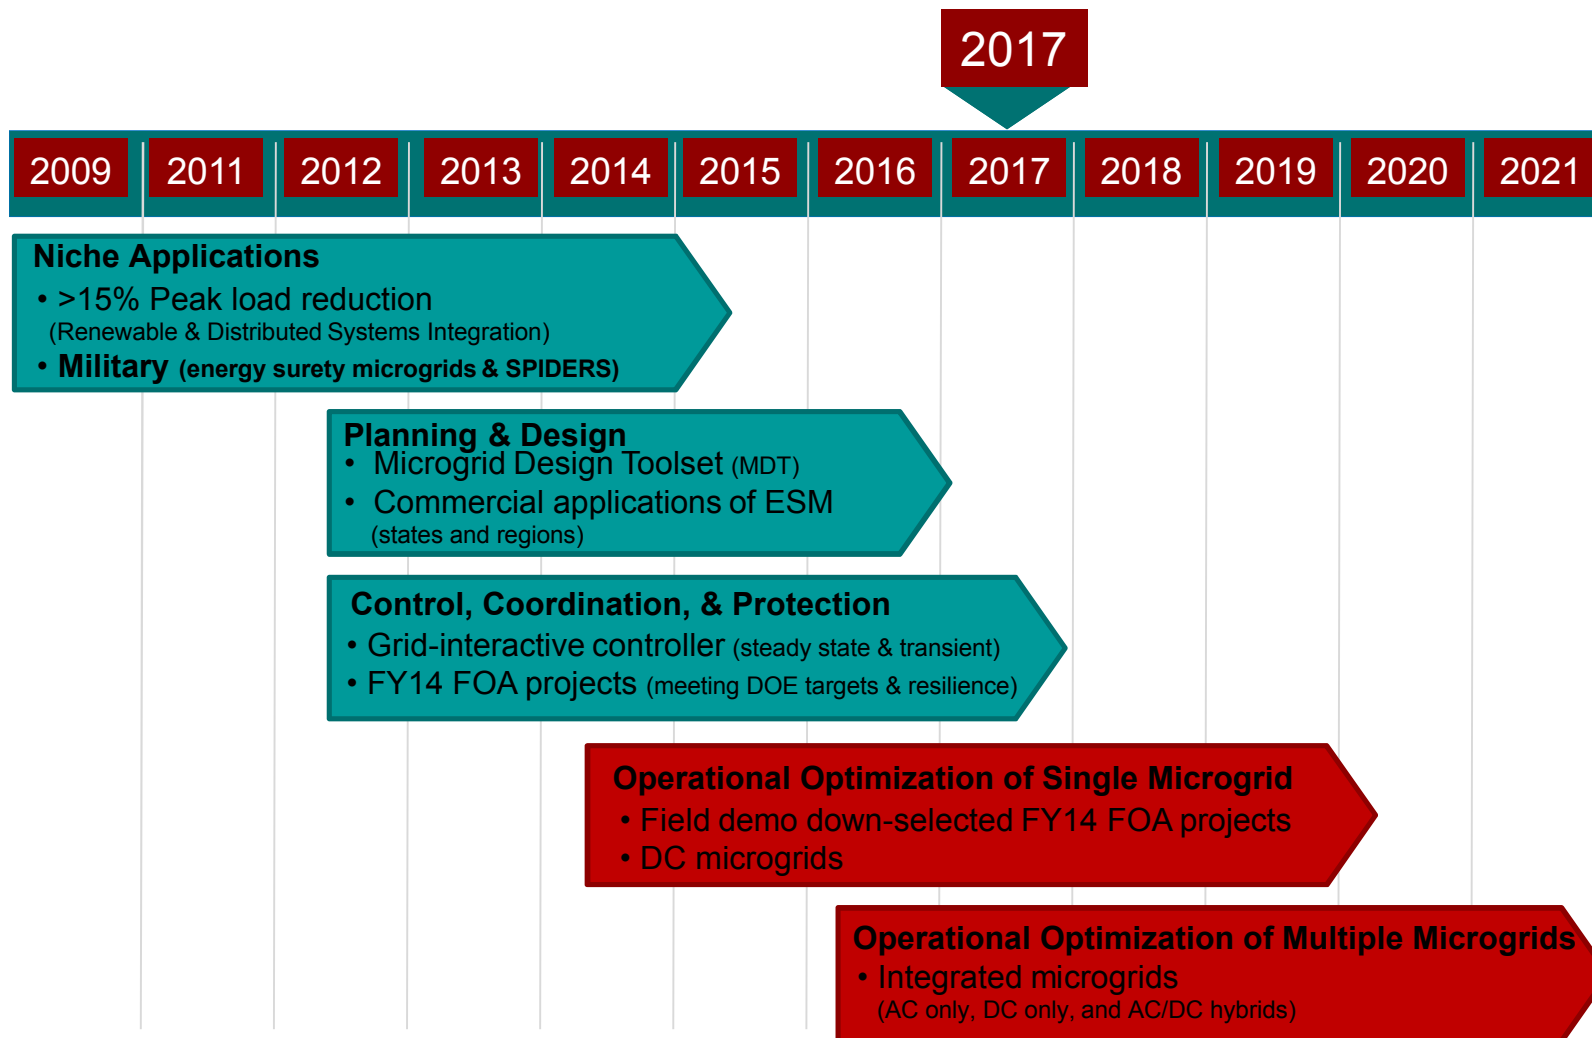 2017
2009 2011 2012 2013 2014 2015 2016 2017 2018 2019 2020 2021
Niche Applications
• >15% Peak load reduction
(Renewable & Distributed Systems Integration)
• Military (energy surety microgrids & SPIDERS)
Planning & Design
• Microgrid Design Toolset (MDT)
• Commercial applications of ESM
(states and regions)
Control, Coordination, & Protection
• Grid-interactive controller (steady state & transient)
• FY14 FOA projects (meeting DOE targets & resilience)
Operational Optimization of Single Microgrid
• Field demo down-selected FY14 FOA projects
• DC microgrids
Operational Optimization of Multiple Microgrids
• Integrated microgrids
(AC only, DC only, and AC/DC hybrids)